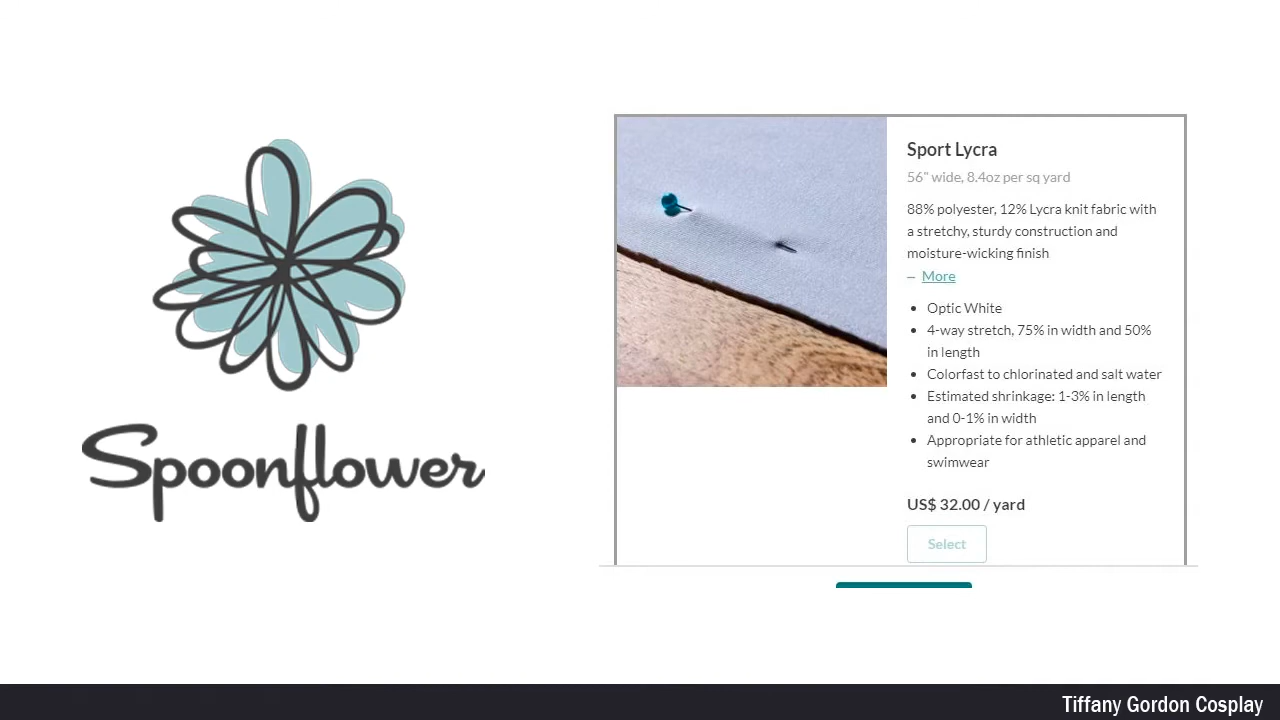 Spoonflower
Sport Lycra
56" wide, 8.4oz per sq yard
88% polyester, 12% Lycra knit fabric with
a stretchy, sturdy construction and
moisture-wicking finish
– More
• Optic White
• 4-way stretch, 75% in width and 50%
in length
• Colorfast to chlorinated and salt water
• Estimated shrinkage: 1-3% in length
and 0-1% in width
• Appropriate for athletic apparel and
swimwear
US$ 32.00 / yard
Select
Tiffany Gordon Cosplay